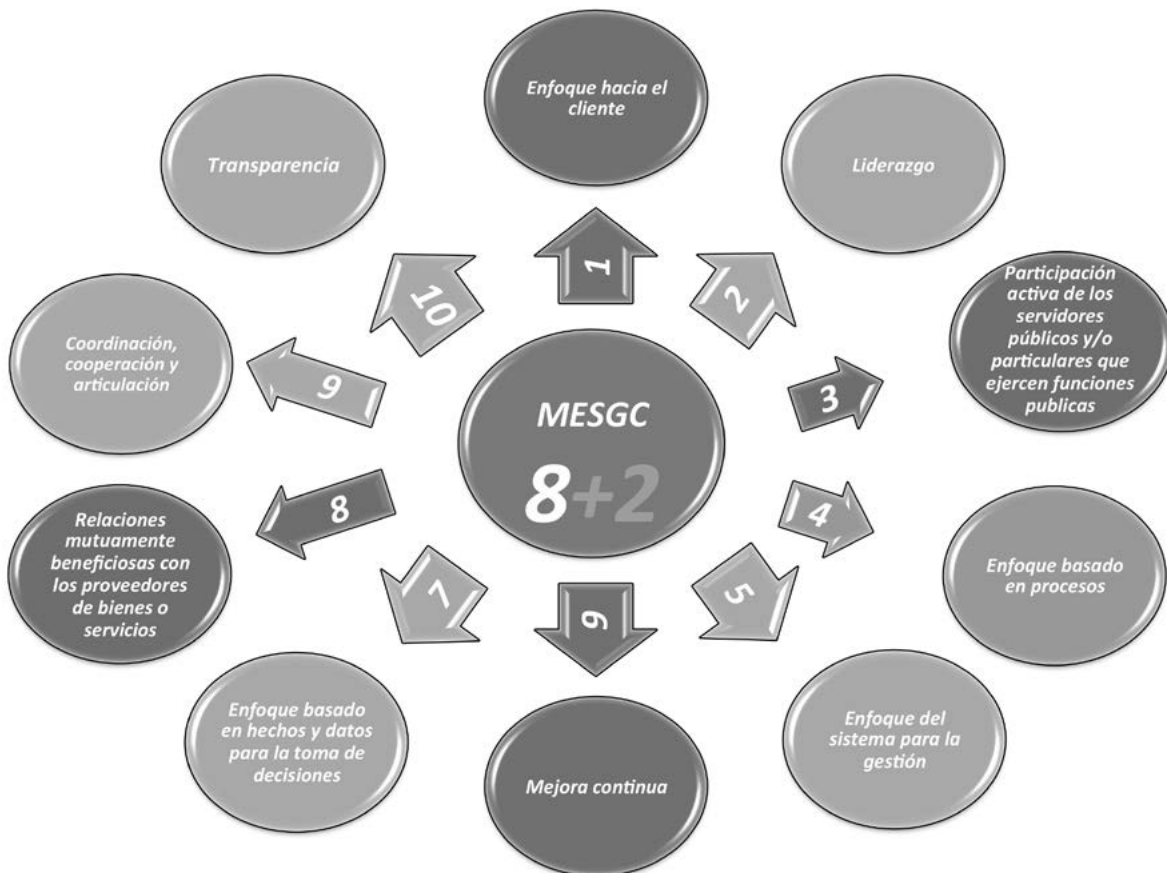 MESGC
8+2
1
Enfoque hacia el
cliente
2
Liderazgo
3
Participación
activa de los
servidores
públicos y/o
particulares que
ejercen funciones
publicas
4
Enfoque basado
en procesos
5
Enfoque del
sistema para la
gestión
6
Mejora continua
7
Enfoque basado
en hechos y datos
para la toma de
decisiones
8
Relaciones
mutuamente
beneficiosas con
los proveedores
de bienes o
servicios
9
Coordinación,
cooperación y
articulación
10
Transparencia